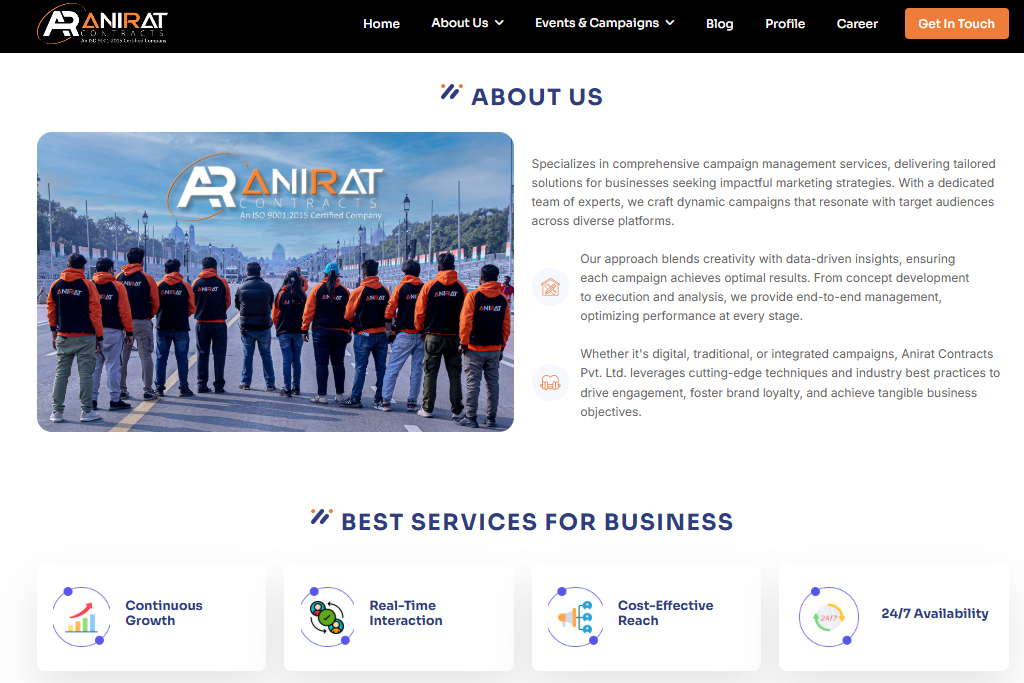 ANIRAT
CONTRACTS
An ISO 9001:2015 Certified Company
Home
About Us
Events & Campaigns
Blog
Profile
Career
Get In Touch
ABOUT US
AR ANIRAT
CONTRACTS
An ISO 9001:2015 Certified Company
ANIRAT
ANIRAT
ANIRAT
ANIRAT
ANIRAT
ANIRAT
ANIRAT
Specializes in comprehensive campaign management services, delivering tailored
solutions for businesses seeking impactful marketing strategies. With a dedicated
team of experts, we craft dynamic campaigns that resonate with target audiences
across diverse platforms.
Our approach blends creativity with data-driven insights, ensuring
each campaign achieves optimal results. From concept development
to execution and analysis, we provide end-to-end management,
optimizing performance at every stage.
Whether it's digital, traditional, or integrated campaigns, Anirat Contracts
Pvt. Ltd. leverages cutting-edge techniques and industry best practices to
drive engagement, foster brand loyalty, and achieve tangible business
objectives.
BEST SERVICES FOR BUSINESS
Continuous
Growth
Real-Time
Interaction
Cost-Effective
Reach
24/7
24/7 Availability